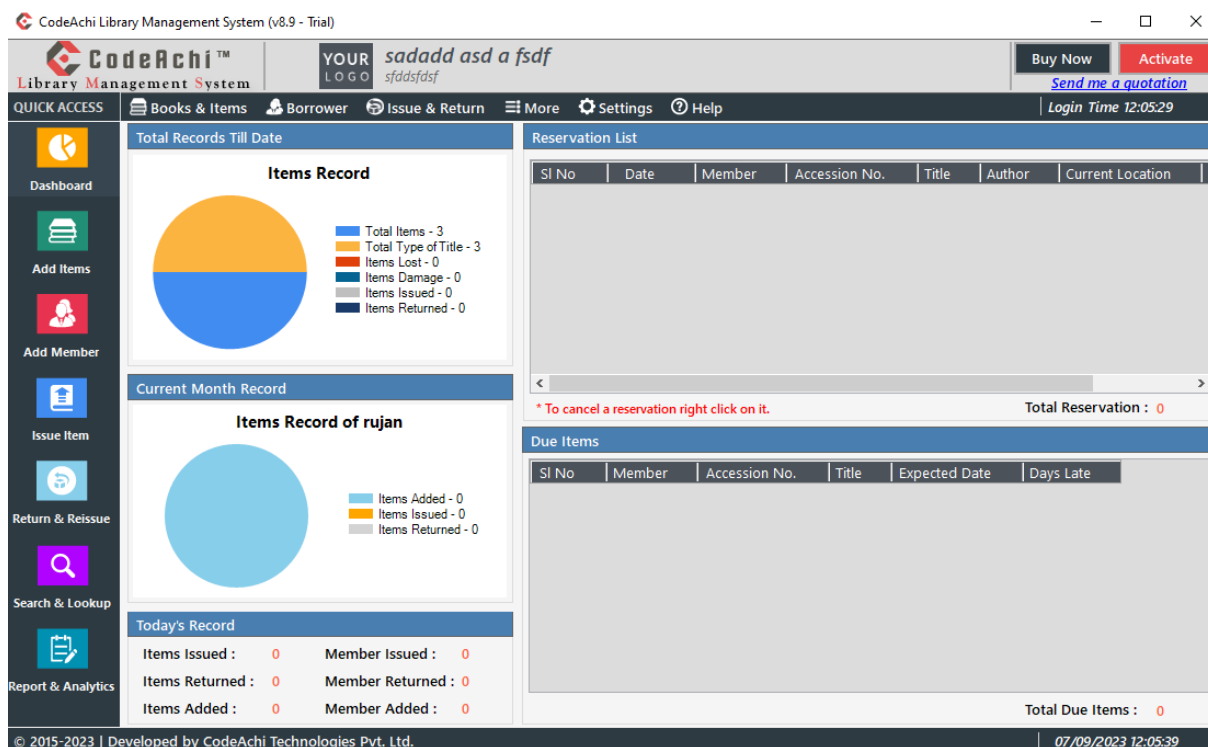 CodeAchi Library Management System (v8.9 - Trial)
CodeAchi™
Library Management System
YOUR
LOGO
sadadd asd a fsdf
sfddsfdsf
Buy Now
Activate
Send me a quotation
QUICK ACCESS
Books & Items
Borrower
Issue & Return
More
Settings
Help
Login Time 12:05:29
Dashboard
Add Items
Add Member
Issue Item
Return & Reissue
Search & Lookup
Report & Analytics
Total Records Till Date
Items Record
Total Items - 3
Total Type of Title - 3
Items Lost - 0
Items Damage - 0
Items Issued - 0
Items Returned - 0
Current Month Record
Items Record of rujan
Items Added - 0
Items Issued - 0
Items Returned - 0
Today's Record
Items Issued : 0 Member Issued : 0
Items Returned : 0 Member Returned : 0
Items Added : 0 Member Added : 0
Reservation List
Sl No Date Member Accession No. Title Author Current Location
* To cancel a reservation right click on it.
Total Reservation : 0
Due Items
Sl No Member Accession No. Title Expected Date Days Late
Total Due Items : 0
© 2015-2023 | Developed by CodeAchi Technologies Pvt. Ltd.
07/09/2023 12:05:39